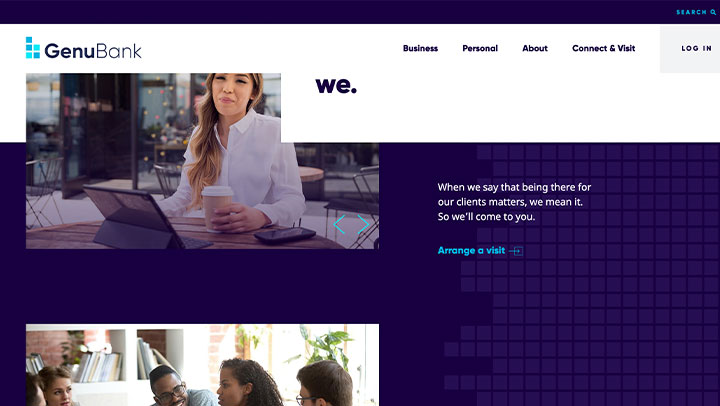 SEARCH
GenuBank
Business Personal About Connect & Visit LOG IN
we.
When we say that being there for
our clients matters, we mean it.
So we'll come to you.
Arrange a visit